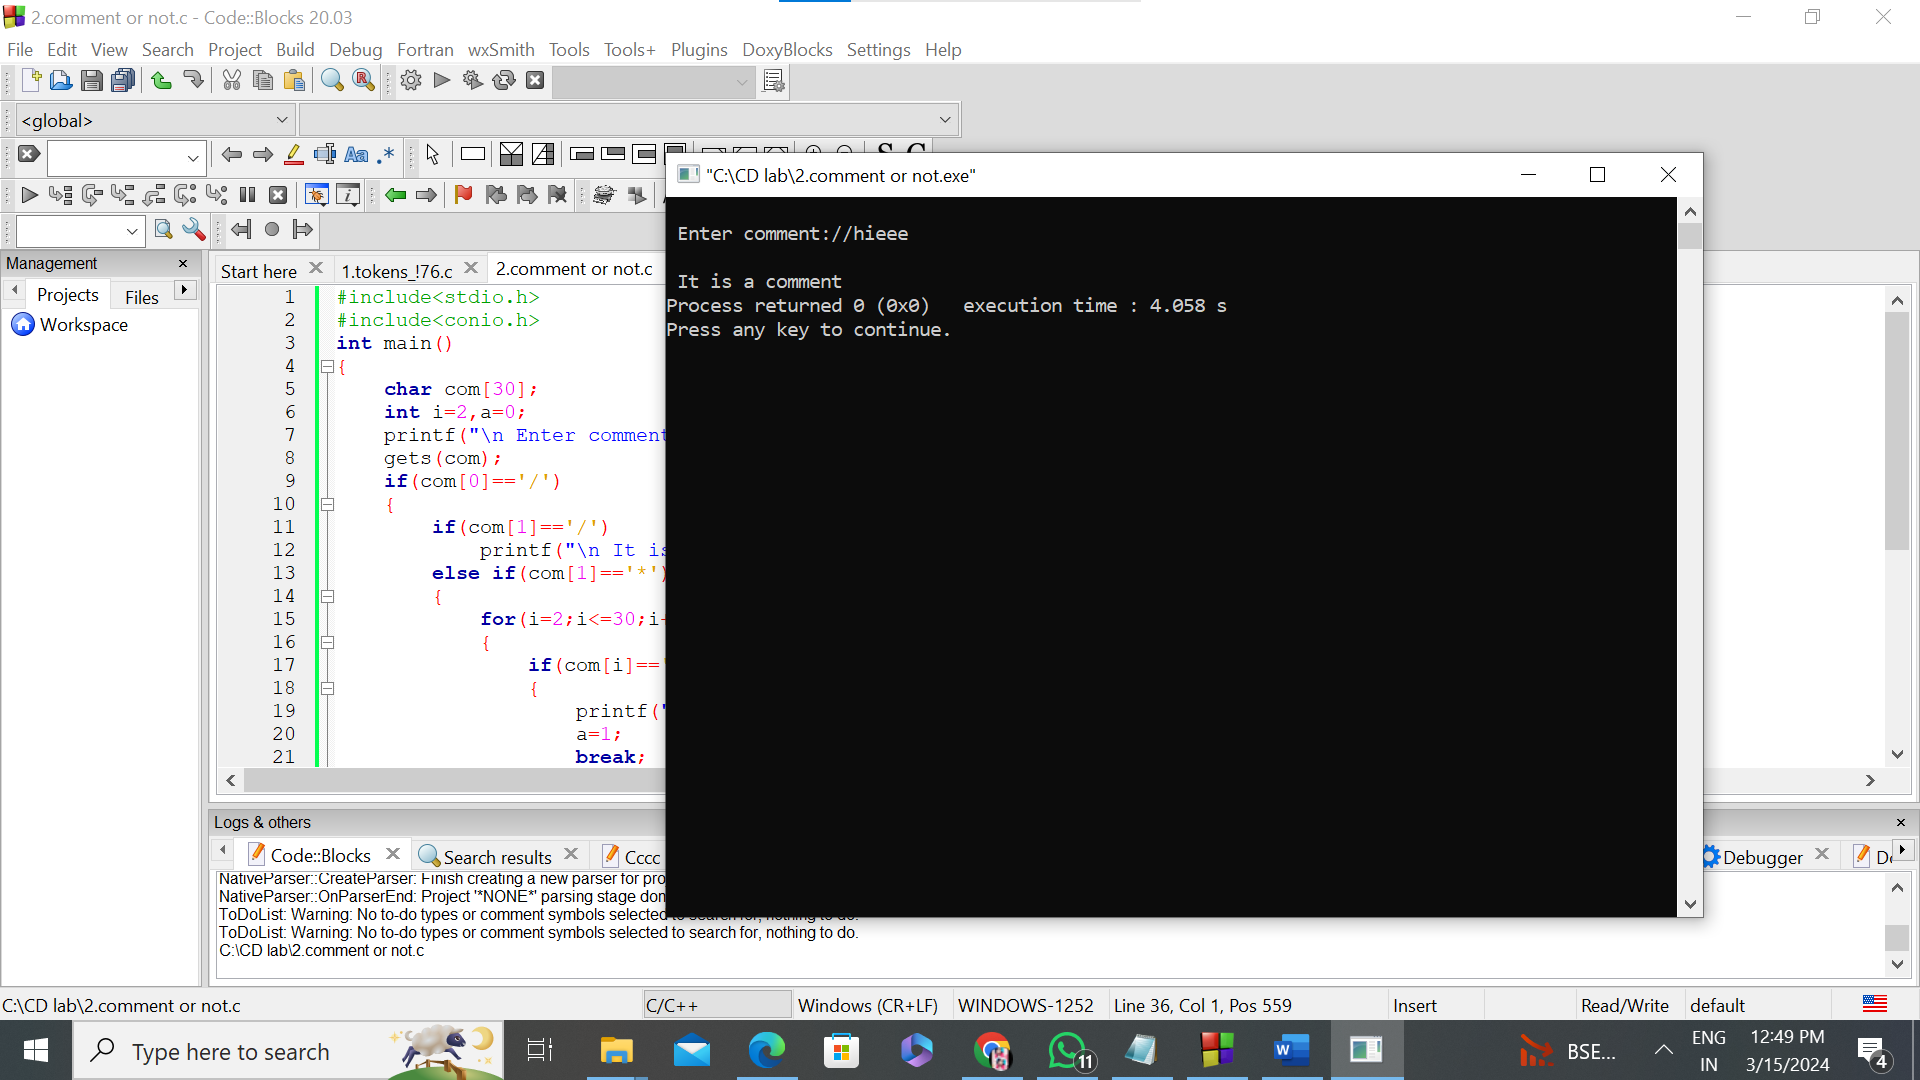 2.comment or not.c - Code::Blocks 20.03
File Edit View Search Project Build Debug Fortran wxSmith Tools Tools+ Plugins DoxyBlocks Settings Help
<global>
Management
Projects Files
Workspace
Start here 1.tokens_!76.c 2.comment or not.c
1 #include<stdio.h>
2 #include<conio.h>
3 int main()
4 {
5 char com[30];
6 int i=2,a=0;
7 printf("\n Enter comment
8 gets(com);
9 if(com[0]=='/')
10 {
11 if(com[1]=='/')
12 printf("\n It is
13 else if(com[1]=='*')
14 {
15 for(i=2;i<=30;i
16 {
17 if(com[i]=='
18 {
19 printf("
20 a=1;
21 break;
"C:\CD lab\2.comment or not.exe"
Enter comment://hieee
It is a comment
Process returned 0 (0x0) execution time : 4.058 s
Press any key to continue.
Logs & others
Code::Blocks Search results Cccc Debugger
NativeParser::CreateParser: Finish creating a new parser for pro
NativeParser::OnParserEnd: Project '*NONE*' parsing stage don
ToDoList: Warning: No to-do types or comment symbols selected to search for, nothing to do.
ToDoList: Warning: No to-do types or comment symbols selected to search for, nothing to do.
C:\CD lab\2.comment or not.c
C:\CD lab\2.comment or not.c C/C++ Windows (CR+LF) WINDOWS-1252 Line 36, Col 1, Pos 559 Insert Read/Write default
Type here to search
11
BSE...
ENG
IN
12:49 PM
3/15/2024
4